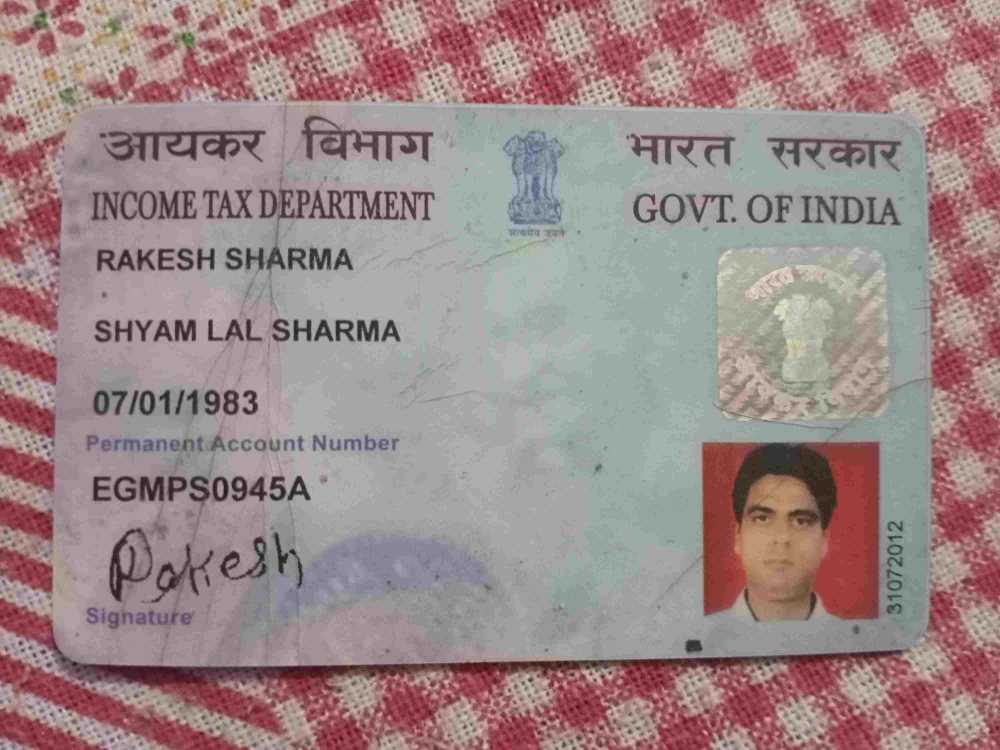 आयकर विभाग
INCOME TAX DEPARTMENT
भारत सरकार
GOVT. OF INDIA
सत्यमेव जयते
RAKESH SHARMA
SHYAM LAL SHARMA
07/01/1983
Permanent Account Number
EGMPS0945A
Rakesh
Signature
31072012